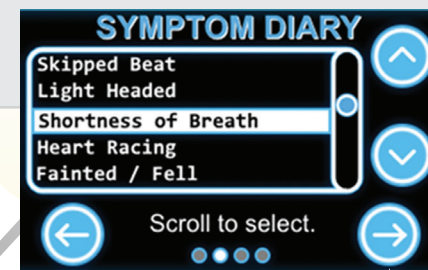 SYMPTOM DIARY
Skipped Beat
Light Headed
Shortness of Breath
Heart Racing
Fainted / Fell
Scroll to select.